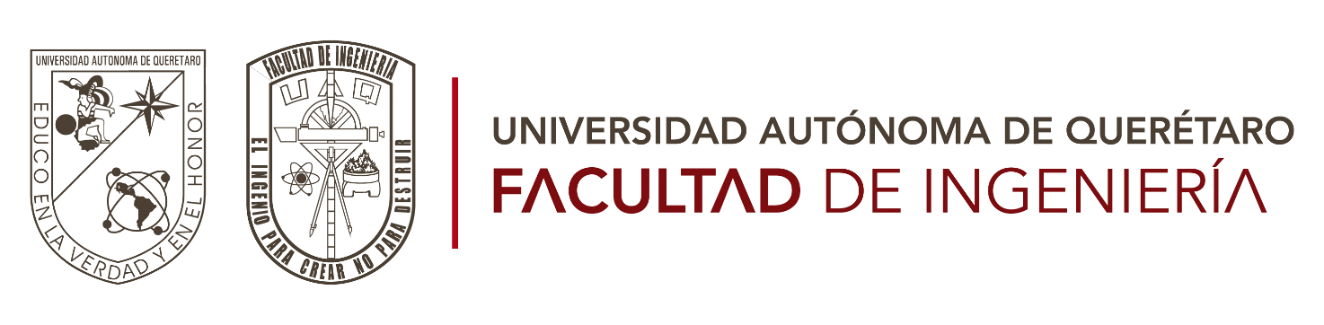 UNIVERSIDAD AUTONOMA DE QUERETARO
EDUCO EN LA VERDAD Y EN EL HONOR
FACULTAD DE INGENIERIA
UAQ
EL INGENIO PARA CREAR NO PARA DESTRUIR
UNIVERSIDAD AUTÓNOMA DE QUERÉTARO
FACULTAD DE INGENIERÍA